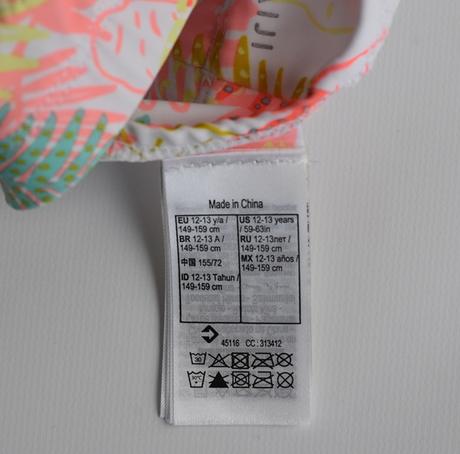 Made in China
EU 12-13 y/a /
149-159 cm
BR 12-13 A /
149-159 cm
中国 155/72
ID 12-13 Tahun /
149-159 cm
US 12-13 years
/ 59-63in
RU 12-13лет /
149-159 cm
MX 12-13 años /
149-159 cm
45116 CC : 313412
30